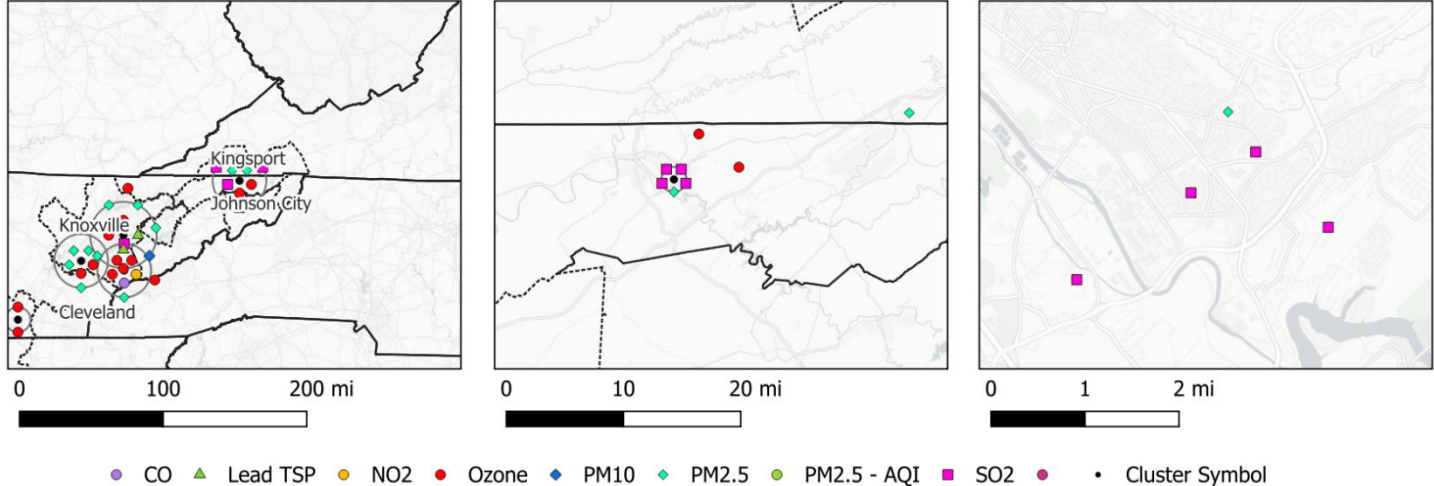 Kingsport
Johnson City
Knoxville
Cleveland
0 100 200 mi
0 10 20 mi
0 1 2 mi
CO Lead TSP NO2 Ozone PM10 PM2.5 PM2.5 - AQI SO2 Cluster Symbol